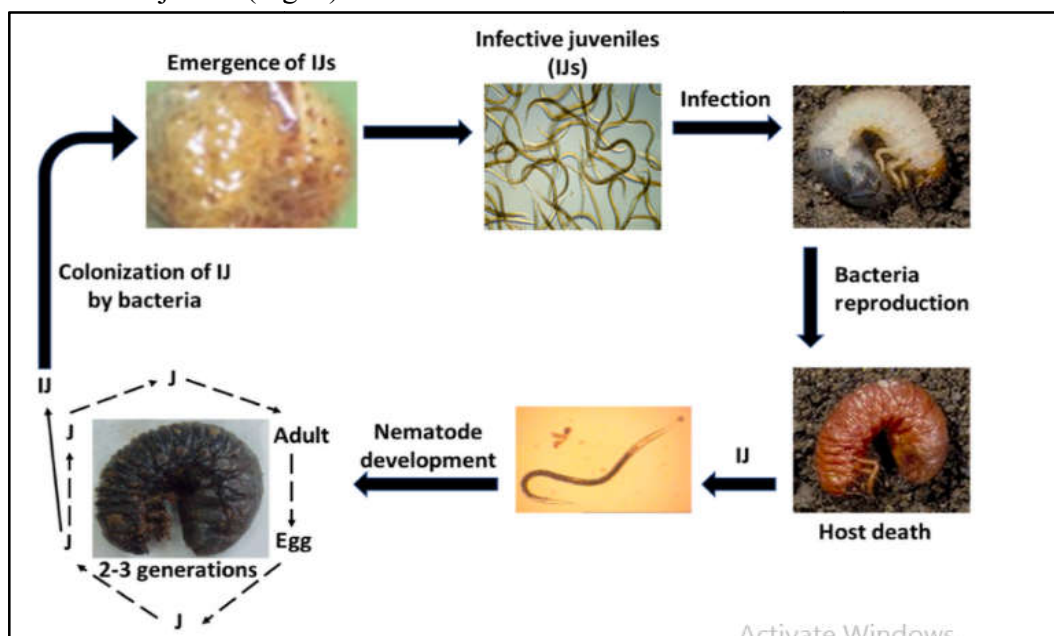 Emergence of IJs
Infective juveniles
(IJs)
Infection
Colonization of IJ
by bacteria
Bacteria
reproduction
IJ
J
J
Adult
Nematode
development
IJ
J
Egg
Host death
2-3 generations
J
Activate Windows